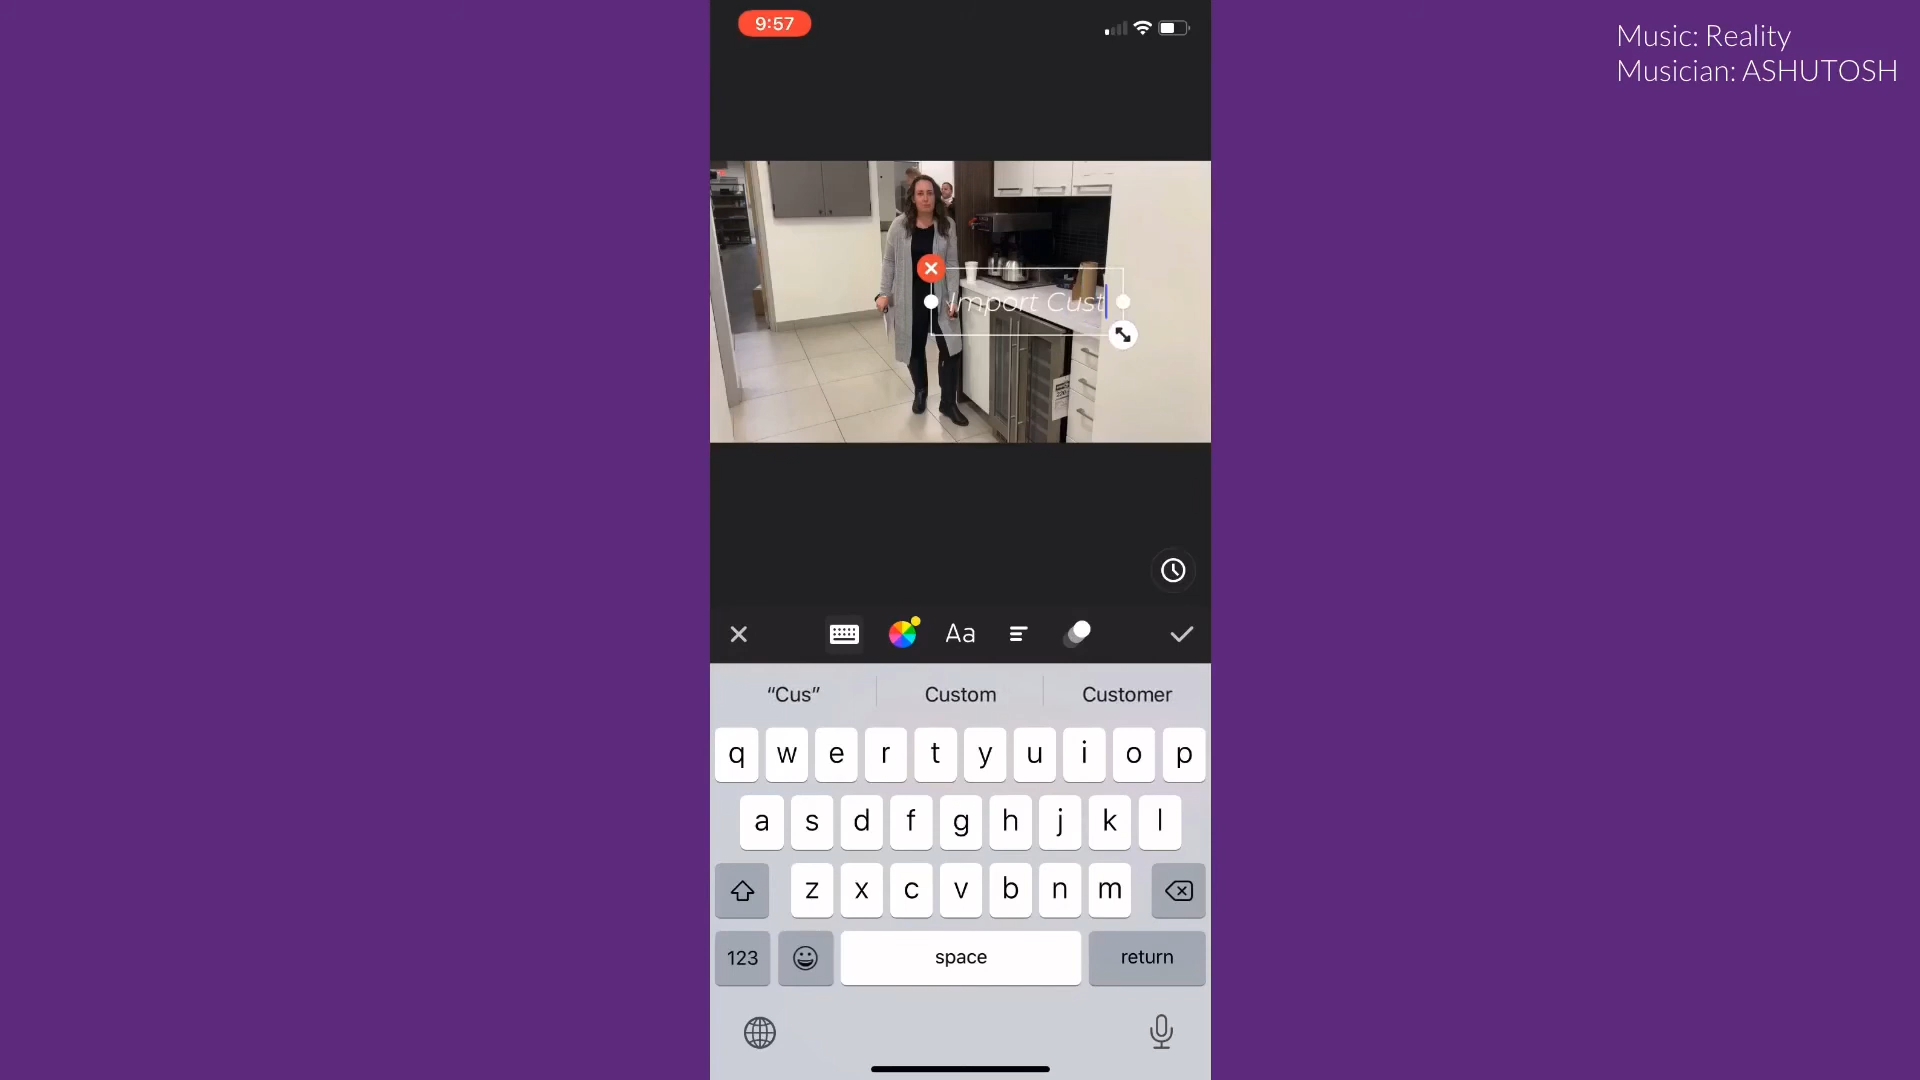 9:57
Music: Reality
Musician: ASHUTOSH
Import Cust
Aa
“Cus” Custom Customer
q w e r t y u i o p
a s d f g h j k l
z x c v b n m
123 space return